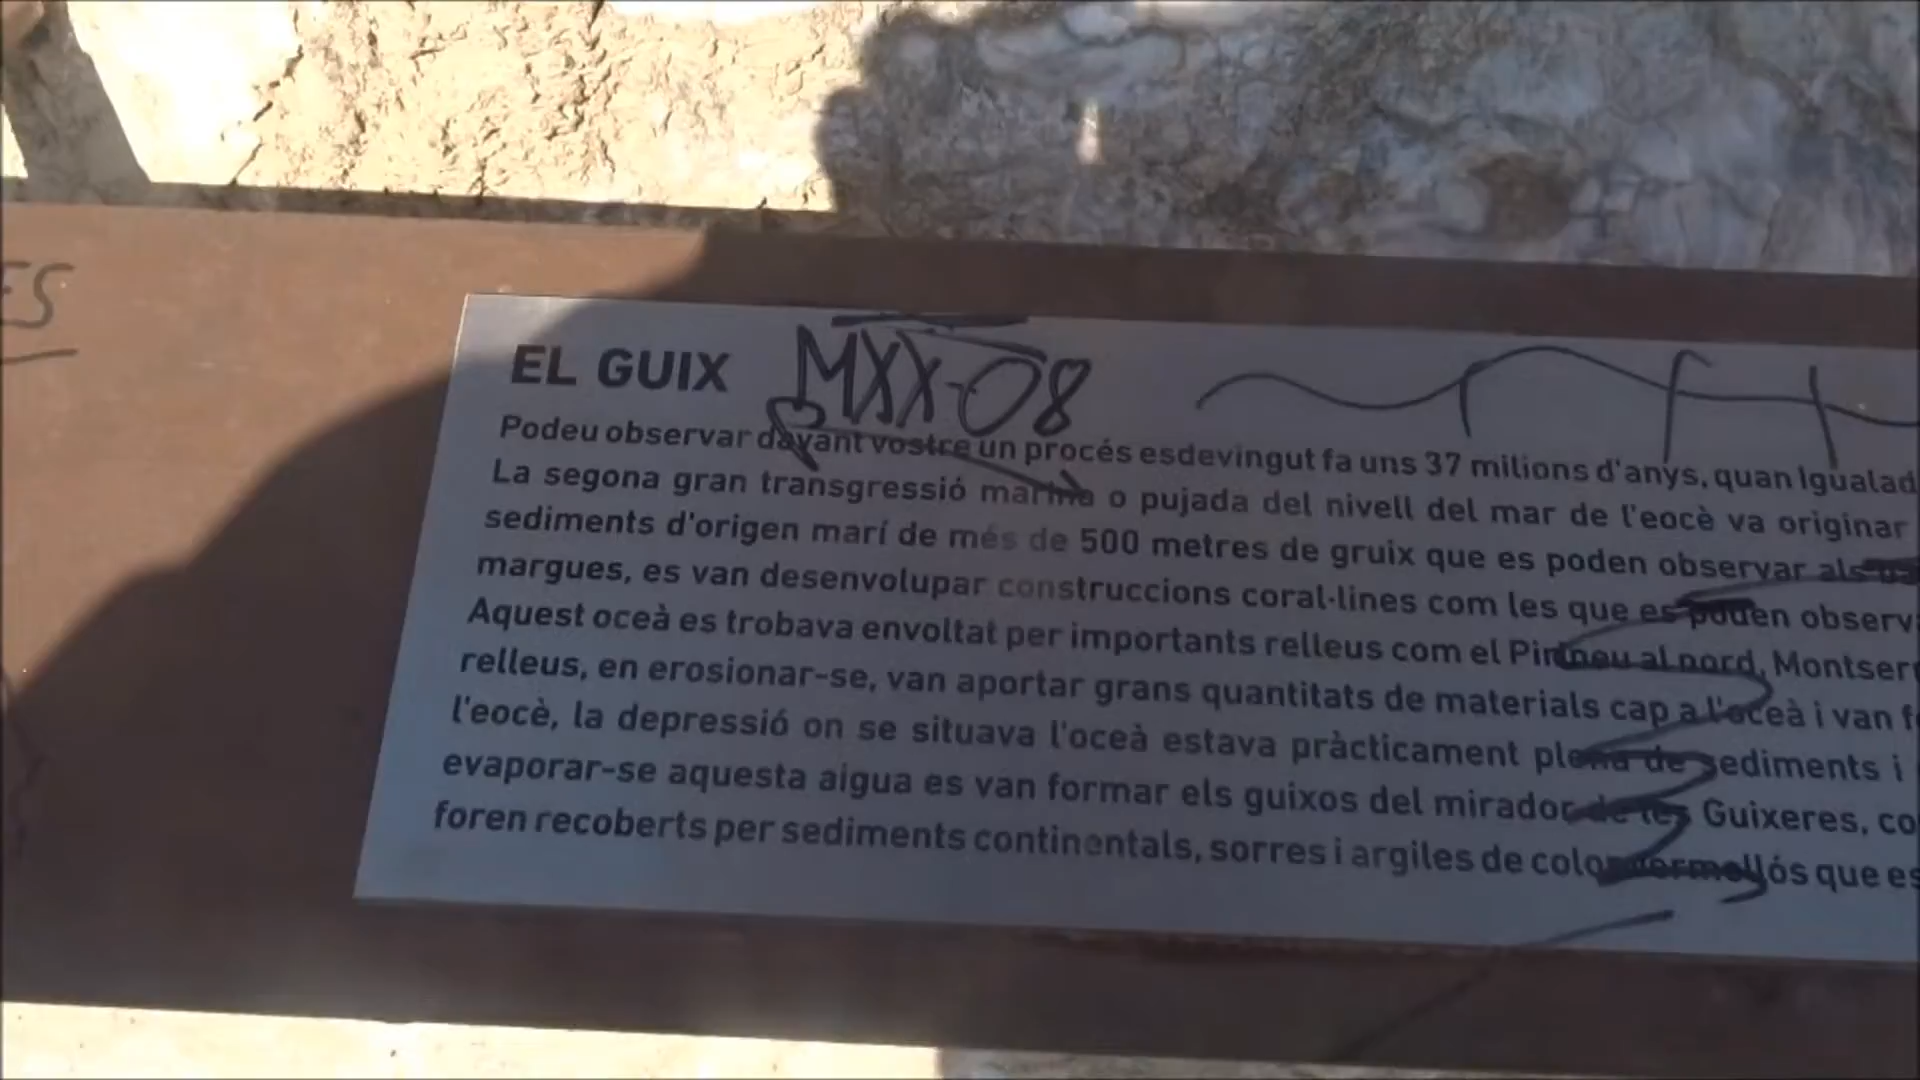 ES
EL GUIX MXX-08
Podeu observar davant vostre un procés esdevingut fa uns 37 milions d'anys, quan Igualad
La segona gran transgressió marina o pujada del nivell del mar de l'eocè va originar
sediments d'origen marí de més de 500 metres de gruix que es poden observar als
margues, es van desenvolupar construccions coral·lines com les que es poden observ
Aquest oceà es trobava envoltat per importants relleus com el Pirineu al nord, Montserr
relleus, en erosionar-se, van aportar grans quantitats de materials cap a l'oceà i van f
l'eocè, la depressió on se situava l'oceà estava pràcticament plena de sediments i
evaporar-se aquesta aigua es van formar els guixos del mirador de les Guixeres, co
foren recoberts per sediments continentals, sorres i argiles de color vermellós que es